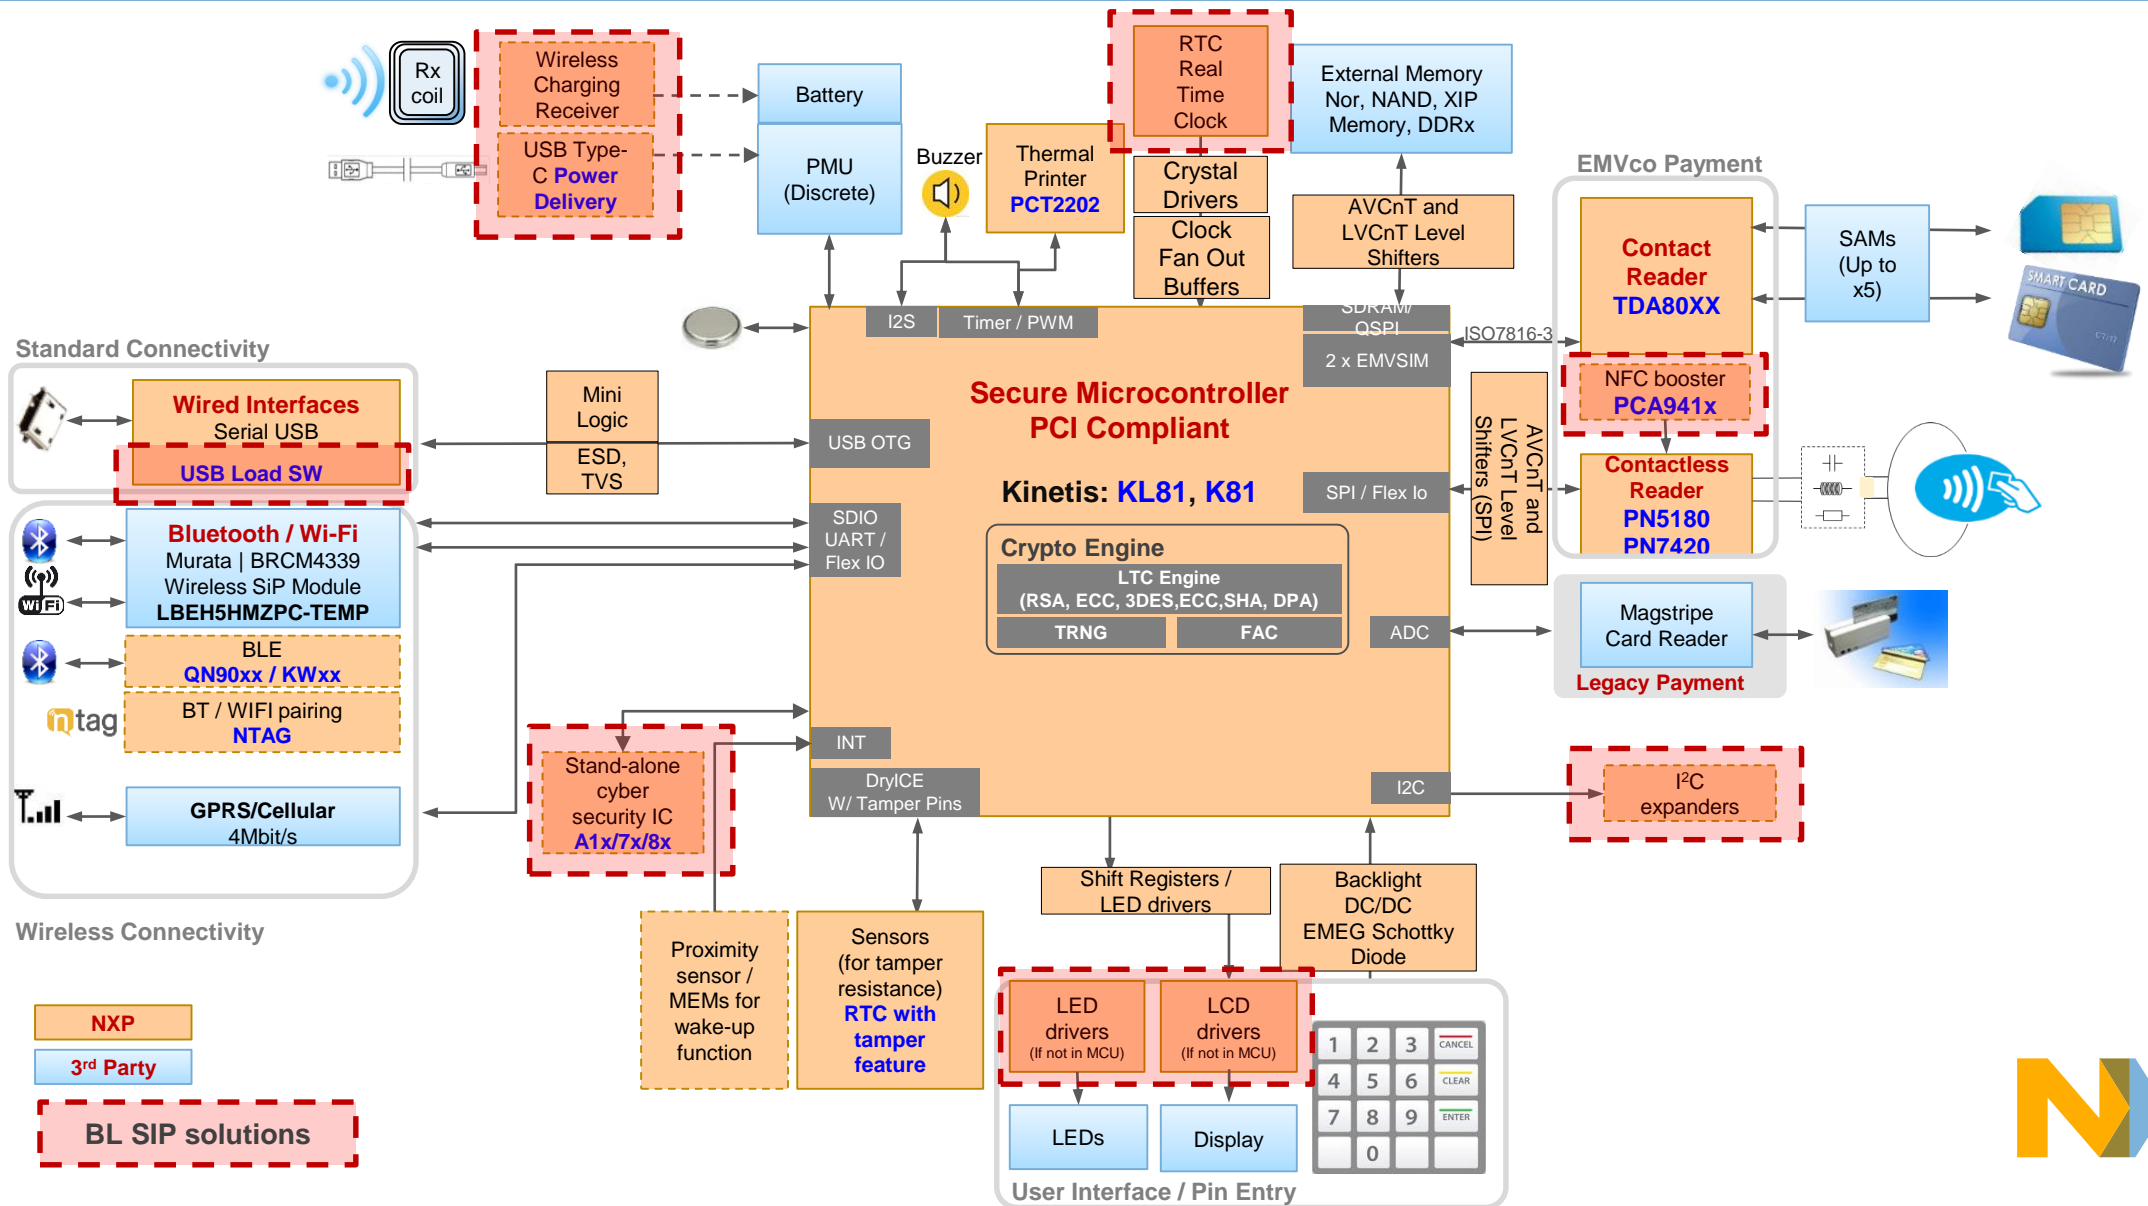 Rx
coil
Wireless
Charging
Receiver
USB Type-
C Power
Delivery
Battery
PMU
(Discrete)
Buzzer
Thermal
Printer
PCT2202
RTC
Real
Time
Clock
Crystal
Drivers
Clock
Fan Out
Buffers
External Memory
Nor, NAND, XIP
Memory, DDRx
AVCnT and
LVCnT Level
Shifters
EMVco Payment
Contact
Reader
TDA80XX
SAMs
(Up to
x5)
SMART CARD
NFC booster
PCA941x
Contactless
Reader
PN5180
PN7420
ISO7816-3
AVCnT and
LVCnT Level
Shifters (SPI)
Magstripe
Card Reader
Legacy Payment
I²C
expanders
Standard Connectivity
Wired Interfaces
Serial USB
USB Load SW
Mini
Logic
ESD,
TVS
Bluetooth / Wi-Fi
Murata | BRCM4339
Wireless SiP Module
LBEH5HMZPC-TEMP
WiFi
BLE
QN90xx / KWxx
ntag
BT / WIFI pairing
NTAG
GPRS/Cellular
4Mbit/s
Wireless Connectivity
I2S
Timer / PWM
SDRAM/
QSPI
2 x EMVSIM
Secure Microcontroller
PCI Compliant
Kinetis: KL81, K81
USB OTG
SPI / Flex Io
SDIO
UART /
Flex IO
Crypto Engine
LTC Engine
(RSA, ECC, 3DES,ECC,SHA, DPA)
TRNG
FAC
ADC
INT
DryICE
W/ Tamper Pins
I2C
Stand-alone
cyber
security IC
A1x/7x/8x
Proximity
sensor /
MEMs for
wake-up
function
Sensors
(for tamper
resistance)
RTC with
tamper
feature
Shift Registers /
LED drivers
Backlight
DC/DC
EMEG Schottky
Diode
LED
drivers
(If not in MCU)
LCD
drivers
(If not in MCU)
LEDs
Display
1 2 3 CANCEL
4 5 6 CLEAR
7 8 9 ENTER
0
User Interface / Pin Entry
NXP
3rd Party
BL SIP solutions